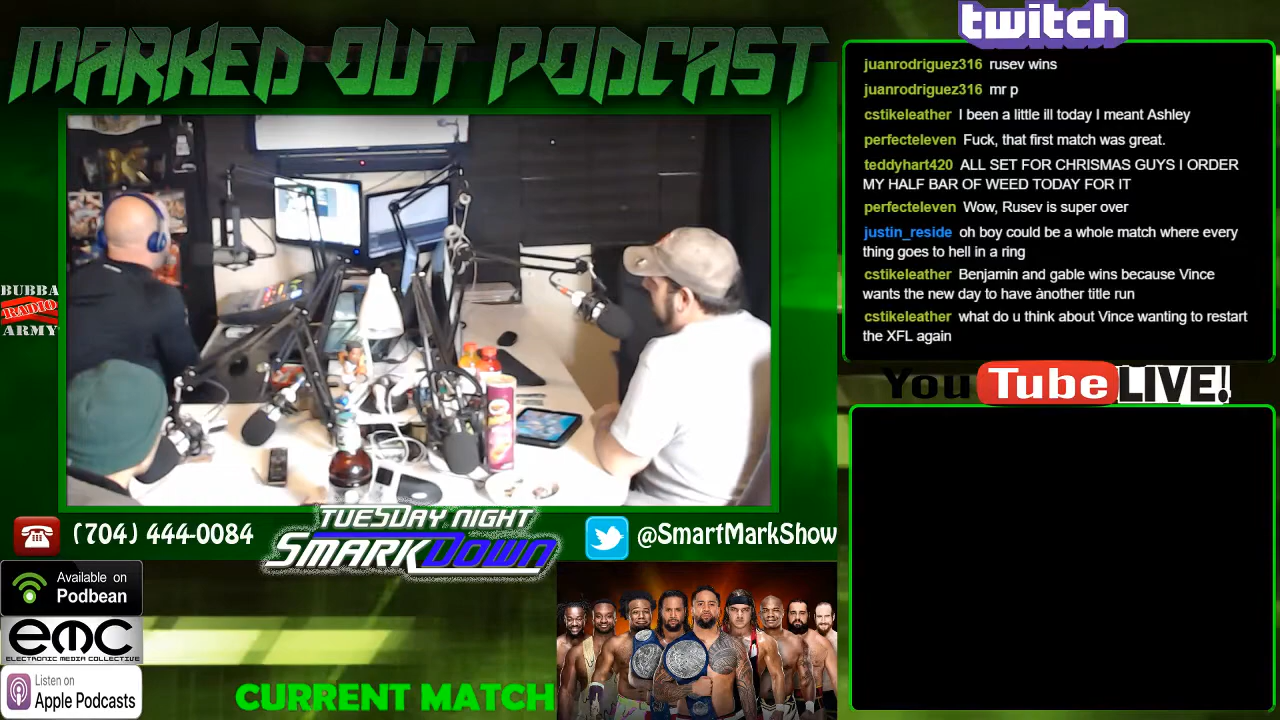 MARKED OUT PODCAST
twitch
juanrodriguez316 rusev wins
juanrodriguez316 mr p
cstikeleather I been a little ill today I meant Ashley
perfecteleven Fuck, that first match was great.
teddyhart420 ALL SET FOR CHRISMAS GUYS I ORDER
MY HALF BAR OF WEED TODAY FOR IT
perfecteleven Wow, Rusev is super over
justin_reside oh boy could be a whole match where every
thing goes to hell in a ring
cstikeleather Benjamin and gable wins because Vince
wants the new day to have ànother title run
cstikeleather what do u think about Vince wanting to restart
the XFL again
BUBBA
RADIO
ARMY
You Tube LIVE!
(704) 444-0084
TUESDAY NIGHT
SMARKDOWN
@SmartMarkShow
Available on
Podbean
emc
ELECTRONIC MEDIA COLLECTIVE
Listen on
Apple Podcasts
CURRENT MATCH